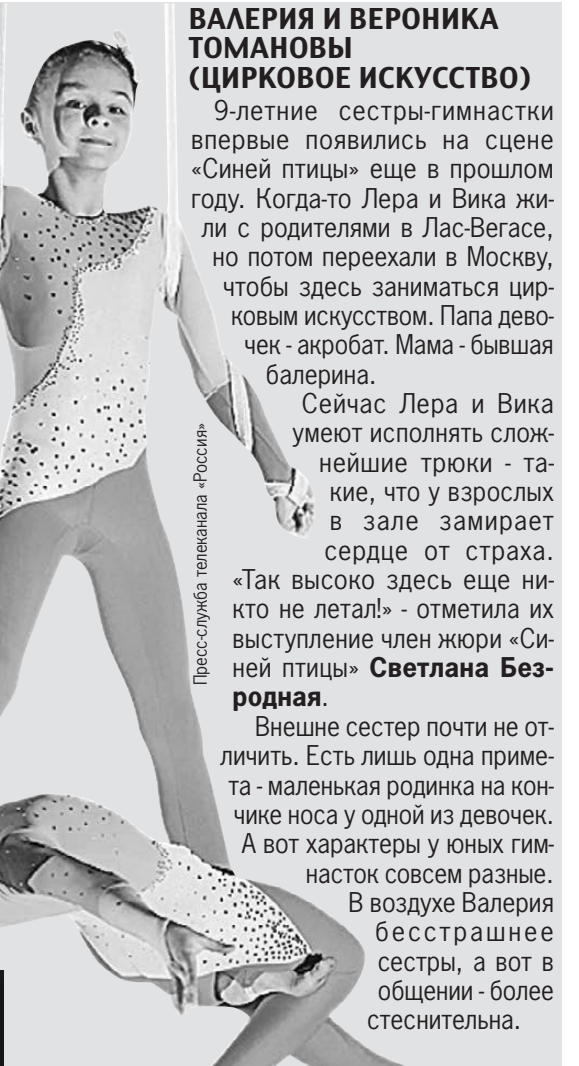 ВАЛЕРИЯ И ВЕРОНИКА
ТОМАНОВЫ
(ЦИРКОВОЕ ИСКУССТВО)
9-летние сестры-гимнастки
впервые появились на сцене
«Синей птицы» еще в прошлом
году. Когда-то Лера и Вика жи-
ли с родителями в Лас-Вегасе,
но потом переехали в Москву,
чтобы здесь заниматься цир-
ковым искусством. Папа дево-
чек - акробат. Мама - бывшая
балерина.
Сейчас Лера и Вика
умеют исполнять слож-
нейшие трюки - та-
кие, что у взрослых
в зале замирает
сердце от страха.
«Так высоко здесь еще ни-
кто не летал!» - отметила их
выступление член жюри «Си-
ней птицы» Светлана Без-
родная.
Внешне сестер почти не от-
личить. Есть лишь одна приме-
та - маленькая родинка на кон-
чике носа у одной из девочек.
А вот характеры у юных гим-
насток совсем разные.
В воздухе Валерия
бесстрашнее
сестры, а вот в
общении - более
стеснительна.
Пресс-служба телеканала «Россия»